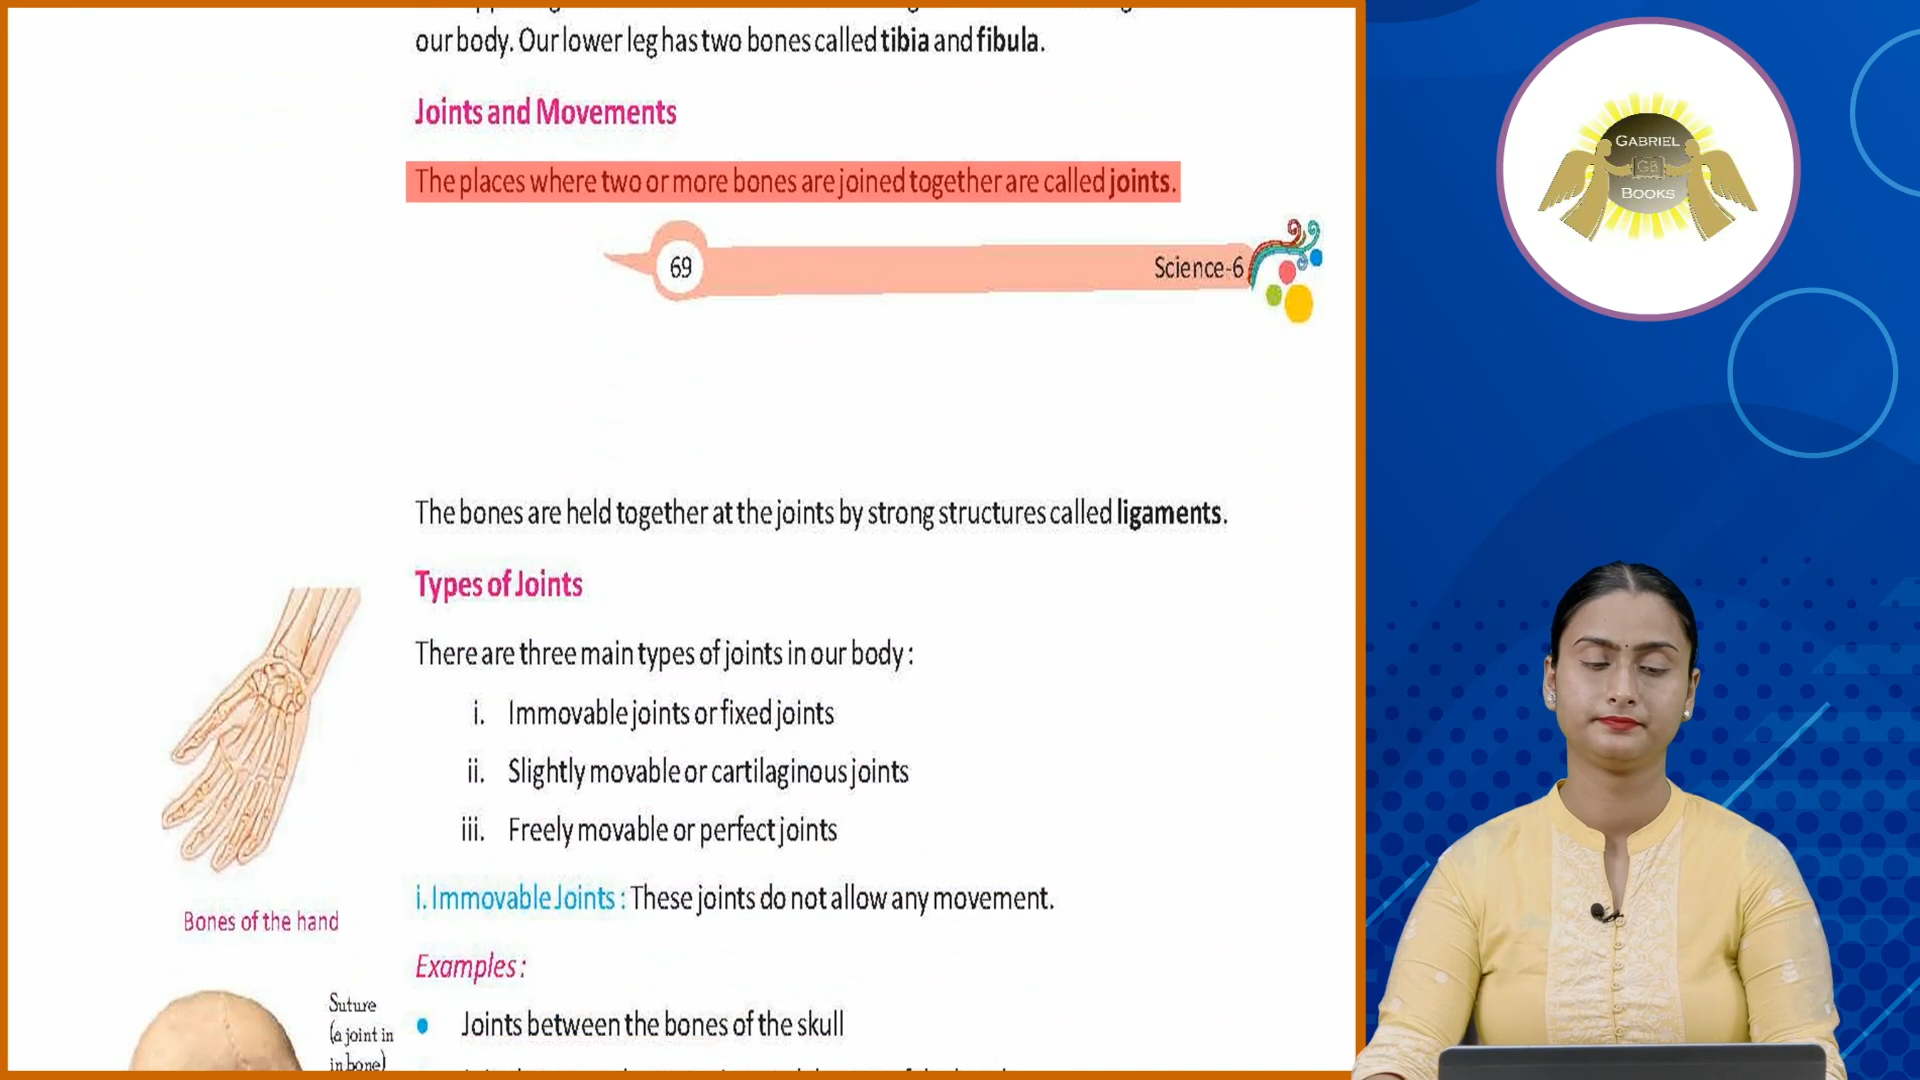 our body. Our lower leg has two bones called tibia and fibula.
Joints and Movements
The places where two or more bones are joined together are called joints.
69
Science-6
The bones are held together at the joints by strong structures called ligaments.
Types of Joints
There are three main types of joints in our body :
i. Immovable joints or fixed joints
ii. Slightly movable or cartilaginous joints
iii. Freely movable or perfect joints
i. Immovable Joints : These joints do not allow any movement.
Examples :
• Joints between the bones of the skull
Bones of the hand
Suture
(a joint in
in bone)
GABRIEL
GB
BOOKS